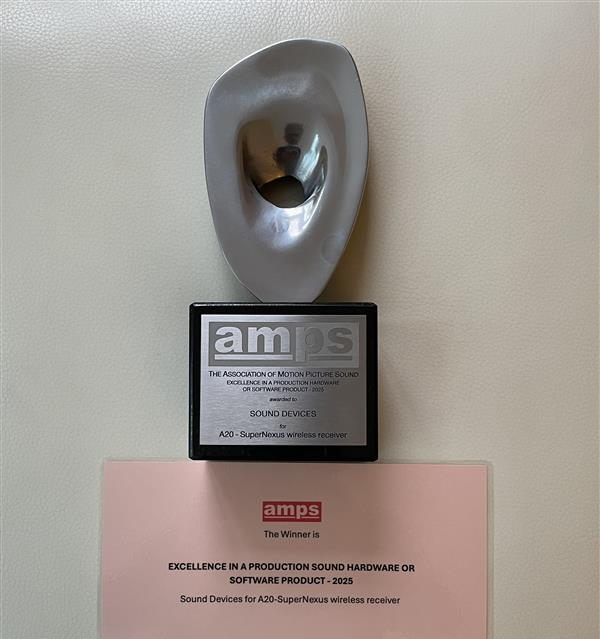 amps
THE ASSOCIATION OF MOTION PICTURE SOUND
EXCELLENCE IN A PRODUCTION HARDWARE
OR SOFTWARE PRODUCT - 2025
awarded to
SOUND DEVICES
for
A20 - SuperNexus wireless receiver
amps
The Winner is
EXCELLENCE IN A PRODUCTION SOUND HARDWARE OR
SOFTWARE PRODUCT - 2025
Sound Devices for A20-SuperNexus wireless receiver